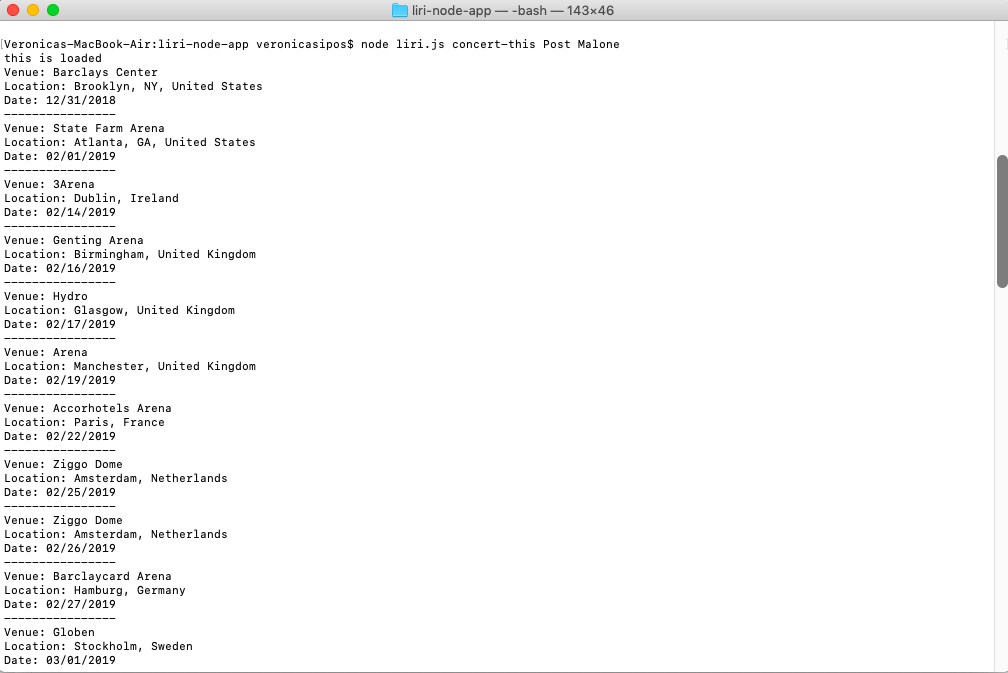 liri-node-app — -bash — 143×46
[Veronicas-MacBook-Air:liri-node-app veronicasipos$ node liri.js concert-this Post Malone
this is loaded
Venue: Barclays Center
Location: Brooklyn, NY, United States
Date: 12/31/2018
----------------
Venue: State Farm Arena
Location: Atlanta, GA, United States
Date: 02/01/2019
----------------
Venue: 3Arena
Location: Dublin, Ireland
Date: 02/14/2019
----------------
Venue: Genting Arena
Location: Birmingham, United Kingdom
Date: 02/16/2019
----------------
Venue: Hydro
Location: Glasgow, United Kingdom
Date: 02/17/2019
----------------
Venue: Arena
Location: Manchester, United Kingdom
Date: 02/19/2019
----------------
Venue: Accorhotels Arena
Location: Paris, France
Date: 02/22/2019
----------------
Venue: Ziggo Dome
Location: Amsterdam, Netherlands
Date: 02/25/2019
----------------
Venue: Ziggo Dome
Location: Amsterdam, Netherlands
Date: 02/26/2019
----------------
Venue: Barclaycard Arena
Location: Hamburg, Germany
Date: 02/27/2019
----------------
Venue: Globen
Location: Stockholm, Sweden
Date: 03/01/2019